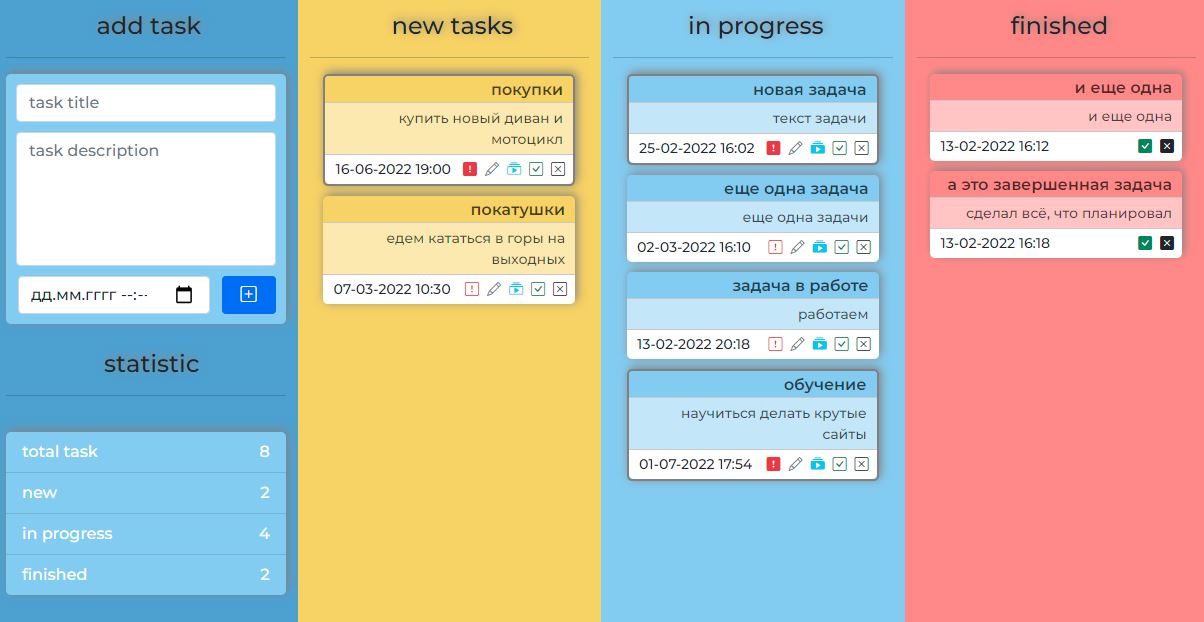 add task
task title
task description
дд.мм.гггг --:--
statistic
total task 8
new 2
in progress 4
finished 2
new tasks
покупки
купить новый диван и
мотоцикл
16-06-2022 19:00
покатушки
едем кататься в горы на
выходных
07-03-2022 10:30
in progress
новая задача
текст задачи
25-02-2022 16:02
еще одна задача
еще одна задачи
02-03-2022 16:10
задача в работе
работаем
13-02-2022 20:18
обучение
научиться делать крутые
сайты
01-07-2022 17:54
finished
и еще одна
и еще одна
13-02-2022 16:12
а это завершенная задача
сделал всё, что планировал
13-02-2022 16:18